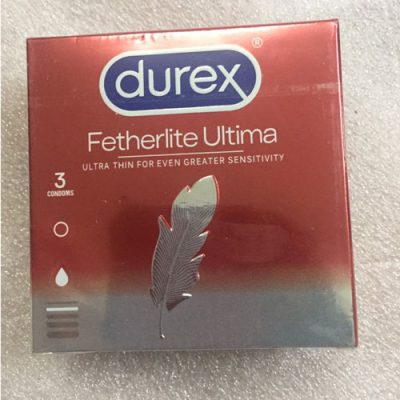 durex®
Fetherlite Ultima
ULTRA THIN FOR EVEN GREATER SENSITIVITY
3
CONDOMS